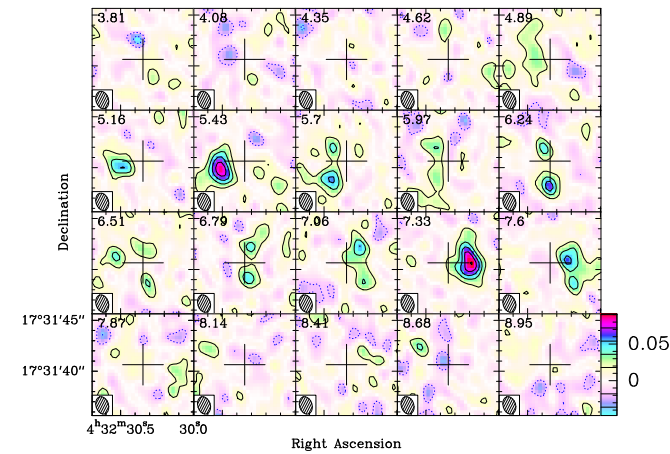 3.81 4.08 4.35 4.62 4.89
5.16 5.43 5.7 5.97 6.24
6.51 6.79 7.06 7.33 7.6
7.87 8.14 8.41 8.68 8.95
Declination
17°31'45"
17°31'40"
0.05
0
4ʰ32ᵐ30ˢ.5 30ˢ.0
Right Ascension